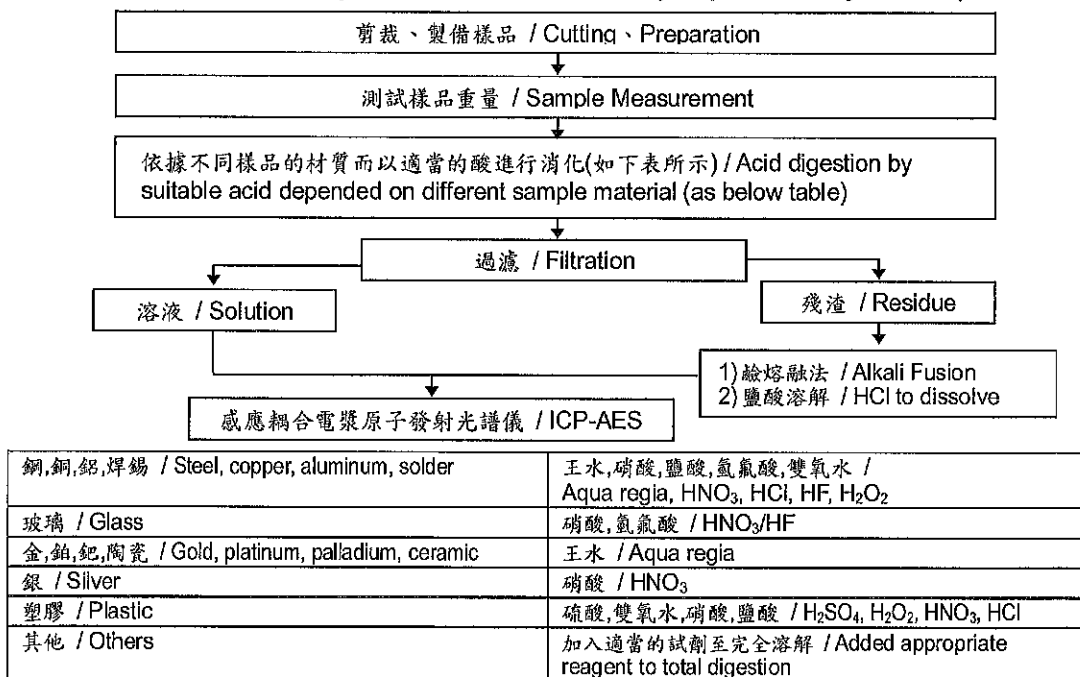 剪裁、製備樣品 / Cutting、Preparation
測試樣品重量 / Sample Measurement
依據不同樣品的材質而以適當的酸進行消化(如下表所示) / Acid digestion by
suitable acid depended on different sample material (as below table)
過濾 / Filtration
溶液 / Solution
殘渣 / Residue
1)鹼熔融法 / Alkali Fusion
2)鹽酸溶解 / HCl to dissolve
感應耦合電漿原子發射光譜儀 / ICP-AES
鋼,銅,鋁,焊錫 / Steel, copper, aluminum, solder
王水,硝酸,鹽酸,氫氟酸,雙氧水 /
Aqua regia, HNO₃, HCl, HF, H₂O₂
玻璃 / Glass
硝酸,氫氟酸 / HNO₃/HF
金,鉑,鈀,陶瓷 / Gold, platinum, palladium, ceramic
王水 / Aqua regia
銀 / Silver
硝酸 / HNO₃
塑膠 / Plastic
硫酸,雙氧水,硝酸,鹽酸 / H₂SO₄, H₂O₂, HNO₃, HCl
其他 / Others
加入適當的試劑至完全溶解 / Added appropriate
reagent to total digestion